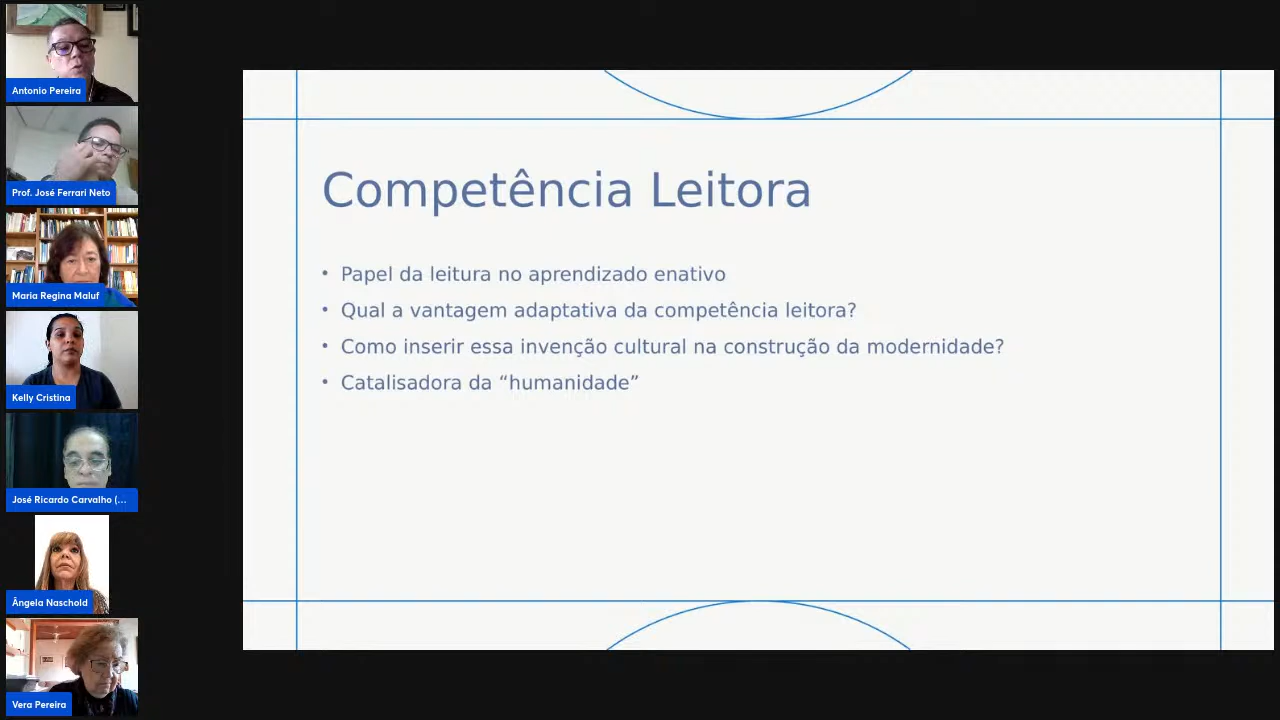 Antonio Pereira
Prof. José Ferrari Neto
Maria Regina Maluf
Kelly Cristina
José Ricardo Carvalho (...
Ângela Naschold
Vera Pereira
Competência Leitora
• Papel da leitura no aprendizado enativo
• Qual a vantagem adaptativa da competência leitora?
• Como inserir essa invenção cultural na construção da modernidade?
• Catalisadora da “humanidade”